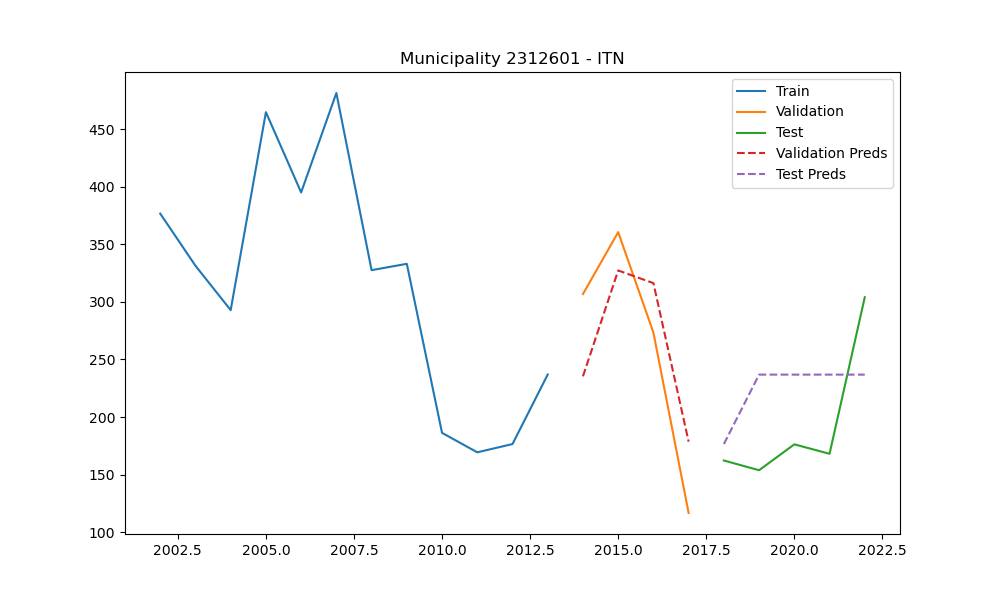 Municipality 2312601 - ITN
Train
Validation
Test
Validation Preds
Test Preds
450
400
350
300
250
200
150
100
2002.5 2005.0 2007.5 2010.0 2012.5 2015.0 2017.5 2020.0 2022.5